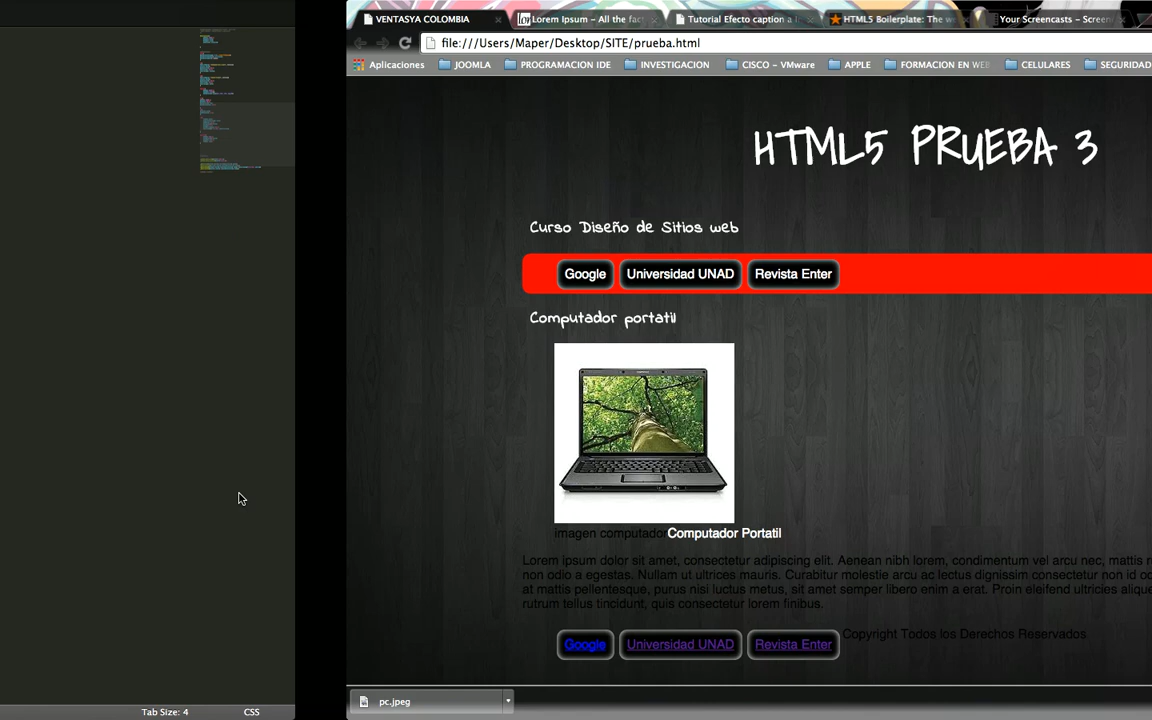 VENTASYA COLOMBIA
Lorem Ipsum – All the fac
Tutorial Efecto caption a i
HTML5 Boilerplate: The w
Your Screencasts – Screen
file:///Users/Maper/Desktop/SITE/prueba.html
Aplicaciones
JOOMLA
PROGRAMACION IDE
INVESTIGACION
CISCO – VMware
APPLE
FORMACION EN WEB
CELULARES
SEGURIDAD
HTML5 PRUEBA 3
Curso Diseño de Sitios web
Google
Universidad UNAD
Revista Enter
Computador portatil
imagen computador Computador Portatil
Lorem ipsum dolor sit amet, consectetur adipiscing elit. Aenean nibh lorem, condimentum vel arcu nec, mattis
non odio a egestas. Nullam ut ultrices mauris. Curabitur molestie arcu ac lectus dignissim consectetur non id
at mattis pellentesque, purus nisi luctus metus, sit amet semper libero enim a erat. Proin eleifend ultricies
rutrum tellus tincidunt, quis consectetur lorem finibus.
Google
Universidad UNAD
Revista Enter
Copyright Todos los Derechos Reservados
pc.jpeg
Tab Size: 4
CSS